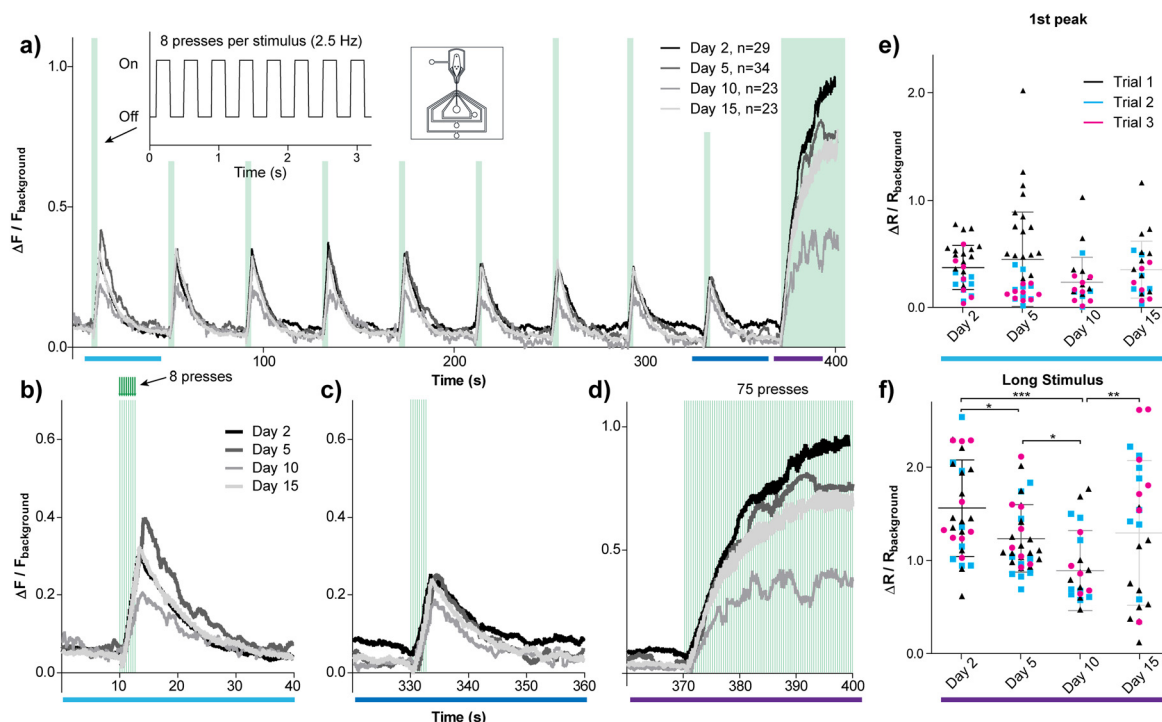 a)
8 presses per stimulus (2.5 Hz)
On
Off
0 1 2 3
Time (s)
Day 2, n=29
Day 5, n=34
Day 10, n=23
Day 15, n=23
1.0
0.5
0.0
ΔF / Fbackground
100 200 300 400
Time (s)
e)
1st peak
Trial 1
Trial 2
Trial 3
2.0
1.0
0.0
ΔR / Rbackground
Day 2 Day 5 Day 10 Day 15
b)
8 presses
Day 2
Day 5
Day 10
Day 15
0.6
0.4
0.2
0.0
ΔF / Fbackground
0 10 20 30 40
c)
0.6
0.4
0.2
0.0
320 330 340 350 360
Time (s)
d)
75 presses
1.0
0.5
0.0
370 380 390 400
f)
Long Stimulus
*** **
*
*
2.0
1.0
0.0
ΔR / Rbackground
Day 2 Day 5 Day 10 Day 15